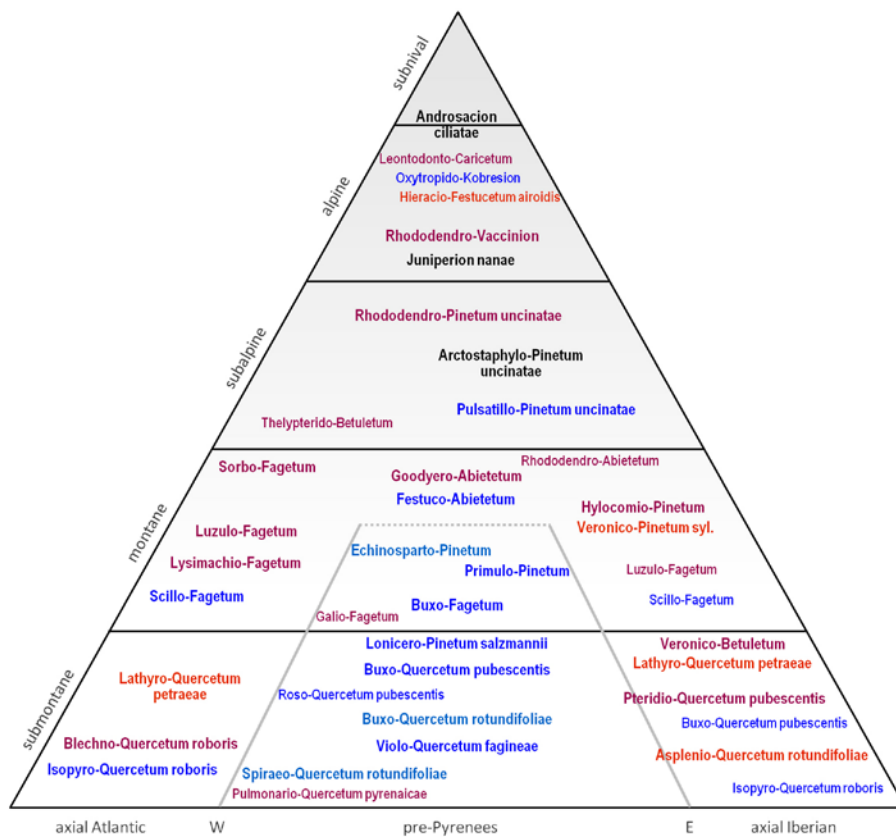 subnival
Androsacion
ciliatae
alpine
Leontodonto-Caricetum
Oxytropido-Kobresion
Hieracio-Festucetum airoidis
Rhododendro-Vaccinion
Juniperion nanae
subalpine
Rhododendro-Pinetum uncinatae
Arctostaphylo-Pinetum
uncinatae
Pulsatillo-Pinetum uncinatae
Thelypterido-Betuletum
montane
Sorbo-Fagetum
Rhododendro-Abietetum
Goodyero-Abietetum
Festuco-Abietetum
Hylocomio-Pinetum
Veronico-Pinetum syl.
Luzulo-Fagetum
Echinosparto-Pinetum
Lysimachio-Fagetum
Primulo-Pinetum
Luzulo-Fagetum
Scillo-Fagetum
Buxo-Fagetum
Scillo-Fagetum
Galio-Fagetum
submontane
Lonicero-Pinetum salzmannii
Veronico-Betuletum
Lathyro-Quercetum petraeae
Buxo-Quercetum pubescentis
Lathyro-Quercetum
petraeae
Roso-Quercetum pubescentis
Pteridio-Quercetum pubescentis
Buxo-Quercetum rotundifoliae
Buxo-Quercetum pubescentis
Blechno-Quercetum roboris
Violo-Quercetum fagineae
Asplenio-Quercetum rotundifoliae
Isopyro-Quercetum roboris
Spiraeo-Quercetum rotundifoliae
Isopyro-Quercetum roboris
Pulmonario-Quercetum pyrenaicae
axial Atlantic W pre-Pyrenees E axial Iberian